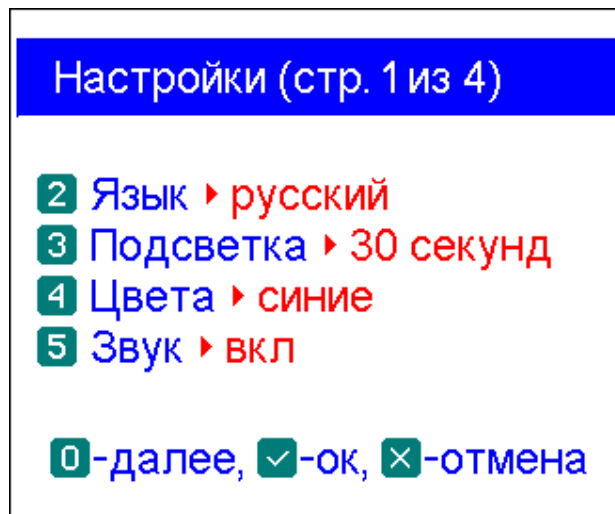 Настройки (стр. 1 из 4)
2 Язык ▸ русский
3 Подсветка ▸ 30 секунд
4 Цвета ▸ синие
5 Звук ▸ вкл
0-далее, ✓-ок, ✕-отмена